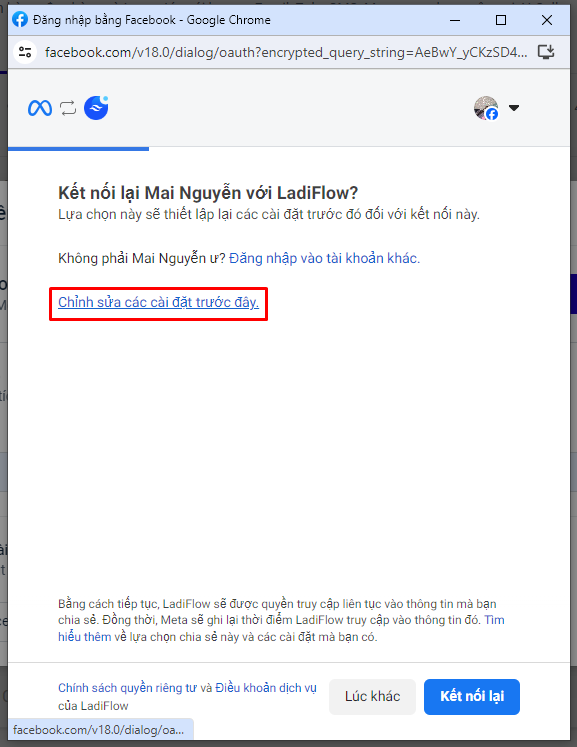 Đăng nhập bằng Facebook - Google Chrome
facebook.com/v18.0/dialog/oauth?encrypted_query_string=AeBwY_yCKzSD4...
Kết nối lại Mai Nguyễn với LadiFlow?
Lựa chọn này sẽ thiết lập lại các cài đặt trước đó đối với kết nối này.
Không phải Mai Nguyễn ư? Đăng nhập vào tài khoản khác.
Chỉnh sửa các cài đặt trước đây.
Bằng cách tiếp tục, LadiFlow sẽ được quyền truy cập liên tục vào thông tin mà bạn
chia sẻ. Đồng thời, Meta sẽ ghi lại thời điểm LadiFlow truy cập vào thông tin đó. Tìm
hiểu thêm về lựa chọn chia sẻ này và các cài đặt mà bạn có.
Chính sách quyền riêng tư và Điều khoản dịch vụ
của LadiFlow
Lúc khác
Kết nối lại
facebook.com/v18.0/dialog/oa...